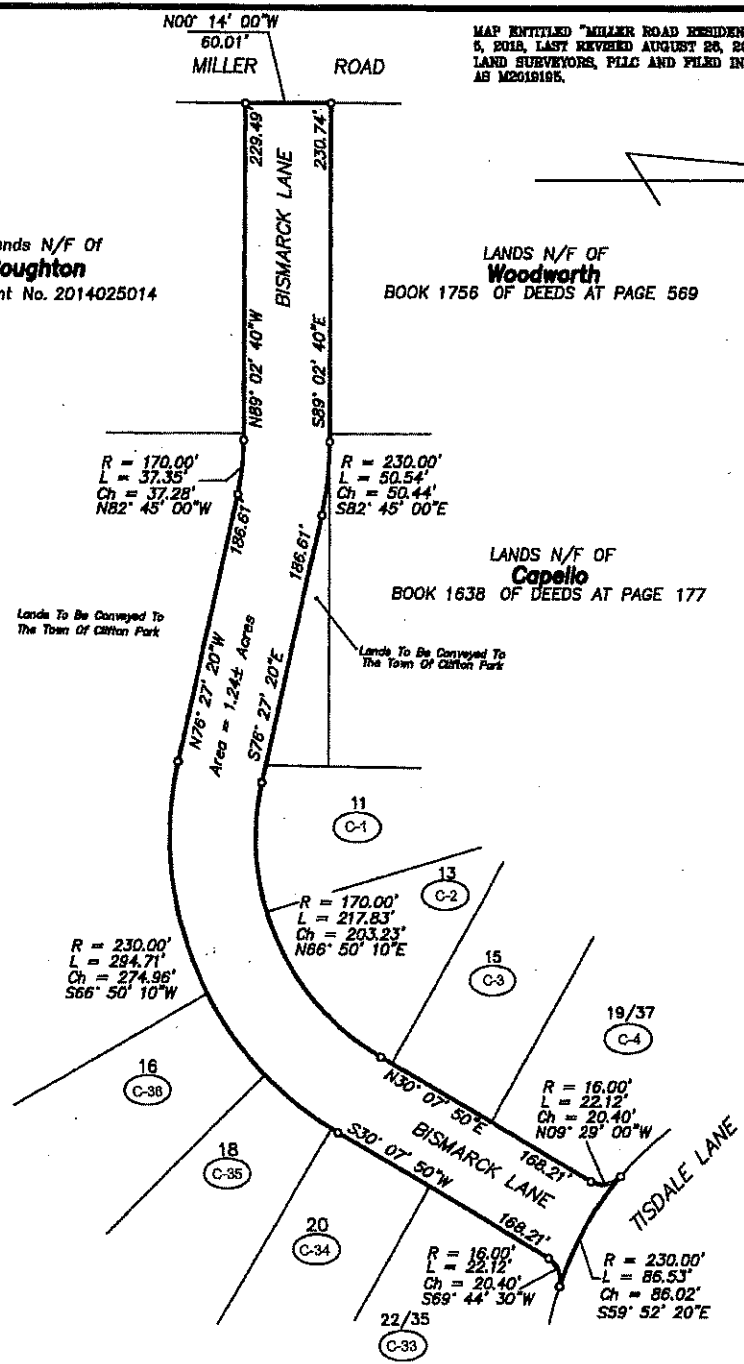 N00° 14' 00"W
60.01'
MILLER ROAD
MAP ENTITLED "MILLER ROAD RESIDEN
5, 2018, LAST REVISED AUGUST 28, 20
LAND SURVEYORS, PLLC AND FILED IN
AS M2019195.
229.49'
230.74'
BISMARCK LANE
N89° 02' 40"W
S89° 02' 40"E
ands N/F Of
oughton
nt No. 2014025014
LANDS N/F OF
Woodworth
BOOK 1756 OF DEEDS AT PAGE 569
R = 170.00'
L = 37.35'
Ch = 37.28'
N82° 45' 00"W
R = 230.00'
L = 50.54'
Ch = 50.44'
S82° 45' 00"E
186.61'
186.61'
LANDS N/F OF
Capello
BOOK 1638 OF DEEDS AT PAGE 177
Lands To Be Conveyed To
The Town Of Clifton Park
Lands To Be Conveyed To
The Town Of Clifton Park
N76° 27' 20"W
Area = 1.24± Acres
S76° 27' 20"E
11
C-1
13
C-2
R = 170.00'
L = 217.83'
Ch = 203.23'
N86° 50' 10"E
R = 230.00'
L = 294.71'
Ch = 274.96'
S66° 50' 10"W
15
C-3
19/37
C-4
16
C-36
N30° 07' 50"E
168.21'
BISMARCK LANE
S30° 07' 50"W
168.21'
R = 16.00'
L = 22.12'
Ch = 20.40'
N09° 29' 00"W
TISDALE LANE
18
C-35
20
C-34
R = 16.00'
L = 22.12'
Ch = 20.40'
S69° 44' 30"W
R = 230.00'
L = 86.53'
Ch = 86.02'
S59° 52' 20"E
22/35
C-33